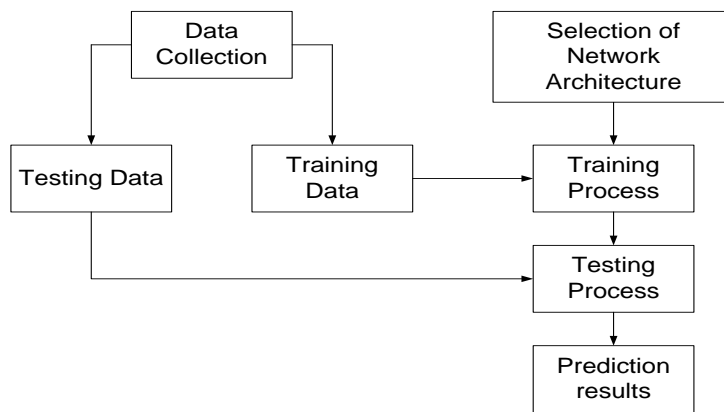 Data
Collection
Selection of
Network
Architecture
Testing Data
Training
Data
Training
Process
Testing
Process
Prediction
results